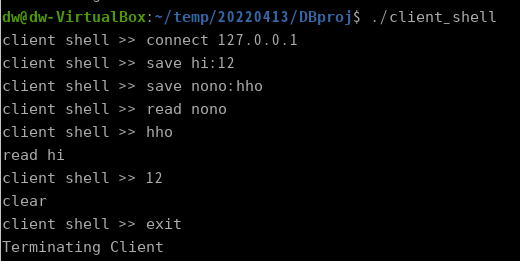 dw@dw-VirtualBox:~/temp/20220413/DBproj$ ./client_shell
client shell >> connect 127.0.0.1
client shell >> save hi:12
client shell >> save nono:hho
client shell >> read nono
client shell >> hho
read hi
client shell >> 12
clear
client shell >> exit
Terminating Client